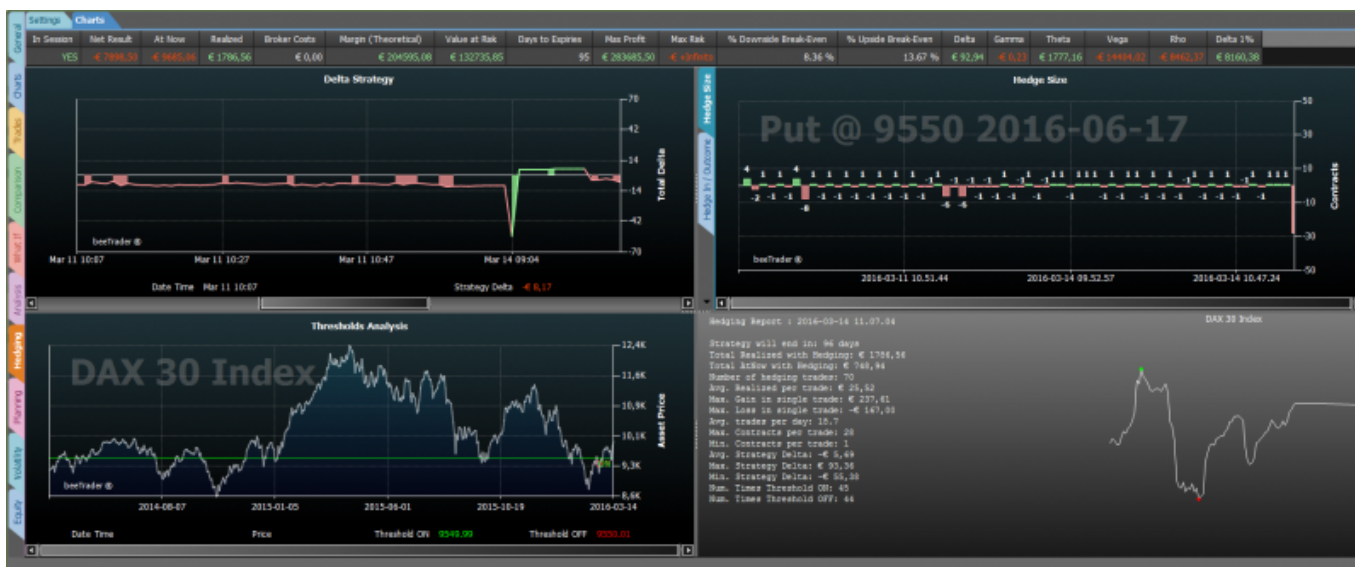 Settings Charts
In Session Net Result At Now Realized Broker Costs Margin (Theoretical) Value at Risk Days to Expiries Max Profit Max Risk % Downside Break-Even % Upside Break-Even Delta Gamma Theta Vega Rho Delta 1%
YES -€ 7898,50 -€ 9685,06 € 1786,56 € 0,00 € 204595,08 € 132735,85 95 € 283685,50 € +Infinito 8.36 % 13.67 % € 92,94 -€ 0,23 € 1777,16 -€ 14484,02 -€ 8462,37 € 8160,38
General
Charts
Trades
Comparison
What If
Analysis
Hedging
Planning
Volatility
Equity
Delta Strategy
70
42
14
-14
-42
-70
Total Delta
beeTrader ®
Mar 11 10:07 Mar 11 10:27 Mar 11 10:47 Mar 14 09:04
Date Time Mar 11 10:07 Strategy Delta -€ 8,17
Hedge Size
Hedge In / Outcome
Hedge Size
Put @ 9550 2016-06-17
50
30
10
-10
-30
-50
Contracts
beeTrader ®
2016-03-11 10.51.44 2016-03-14 09.52.57 2016-03-14 10.47.24
Thresholds Analysis
DAX 30 Index
12,4K
11,6K
10,9K
10,1K
9,3K
8,6K
Asset Price
beeTrader ®
2014-08-07 2015-01-05 2015-06-01 2015-10-19 2016-03-14
Date Time Price Threshold ON 9549,99 Threshold OFF 9550,01
Hedging Report : 2016-03-14 11.07.04
DAX 30 Index
Strategy will end in: 96 days
Total Realized with Hedging: € 1786,56
Total AtNow with Hedging: € 748,94
Number of hedging trades: 70
Avg. Realized per trade: € 25,52
Max. Gain in single trade: € 237,61
Max. Loss in single trade: -€ 167,00
Avg. trades per day: 18.7
Max. Contracts per trade: 28
Min. Contracts per trade: 1
Avg. Strategy Delta: -€ 5,69
Max. Strategy Delta: € 93,36
Min. Strategy Delta: -€ 55,38
Num. Times Threshold ON: 45
Num. Times Threshold OFF: 44